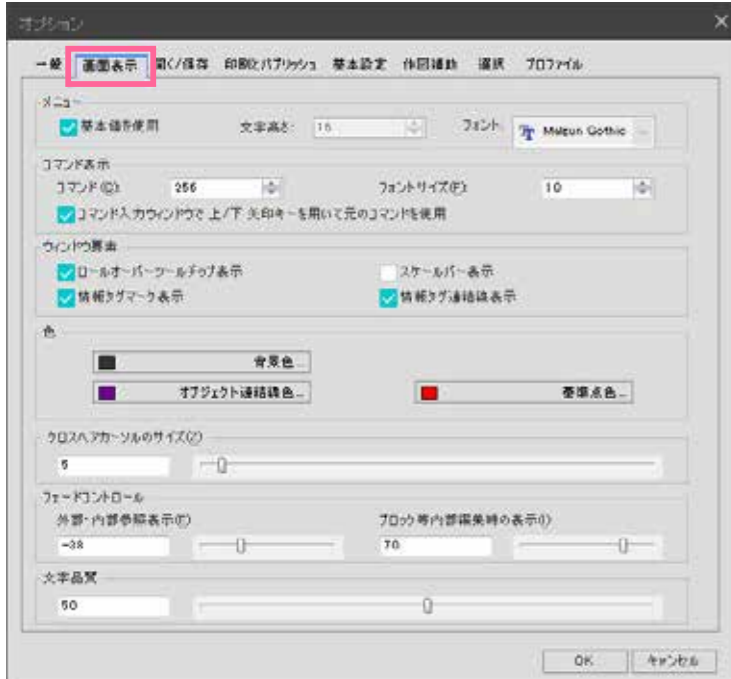 オプション
一般 画面表示 開く/保存 印刷とパブリッシュ 基本設定 作図補助 選択 プロファイル
メニュー
基本値を使用 文字高さ: 16 フォント: Malgun Gothic ...
コマンド表示
コマンド(C): 256 フォントサイズ(F): 10
コマンド入力ウィンドウで 上/下 矢印キーを用いて元のコマンドを使用
ウィンドウ要素
ロールオーバーツールチップ表示 スケールバー表示
情報タグマーク表示 情報タグ連結線表示
色
背景色...
オブジェクト連結線色... 基準点色...
クロスヘアカーソルのサイズ(Z)
5
フェードコントロール
外部・内部参照表示(E) ブロック等内部編集時の表示(I)
-38 70
文字品質
50
OK キャンセル